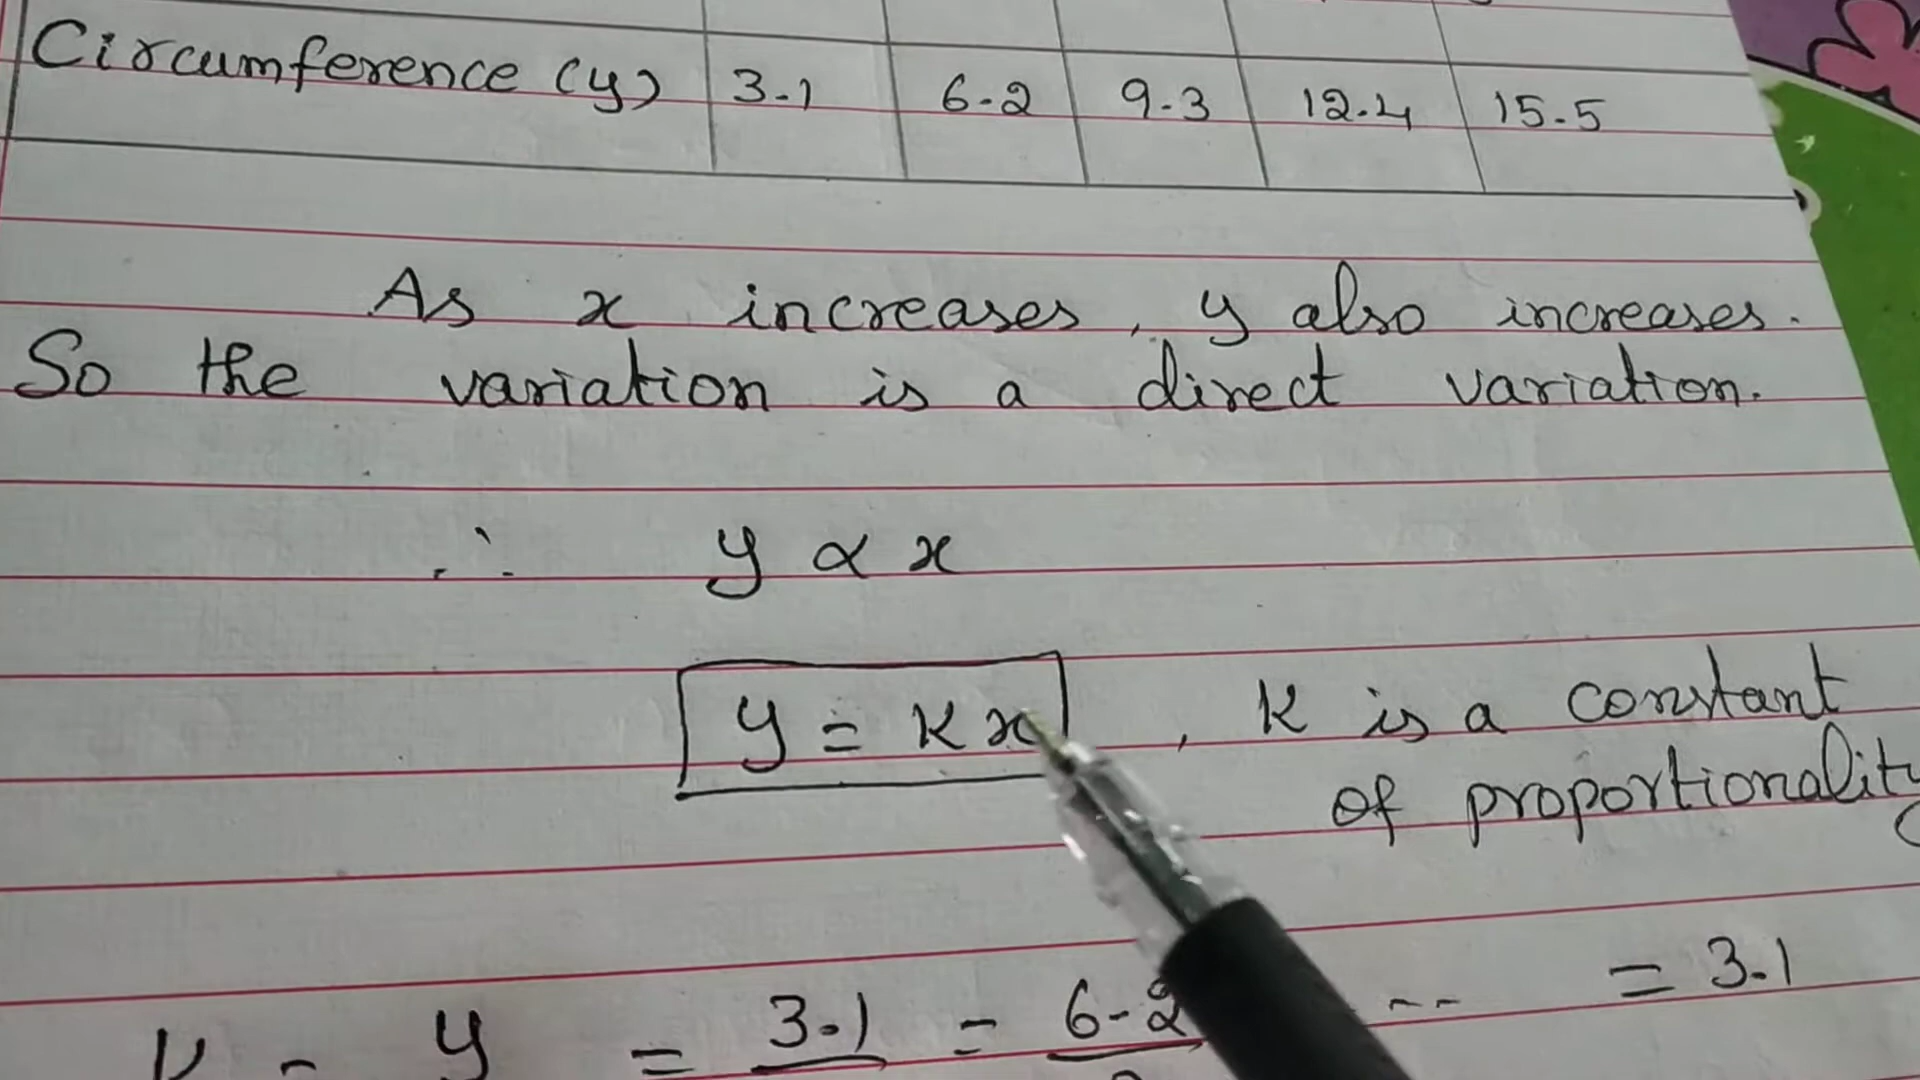 Circumference (y) 3.1 6.2 9.3 12.4 15.5
As x increases, y also increases.
So the variation is a direct variation.
∴ y ∝ x
y = kx , k is a constant
of proportionality
= y = 3.1 = 6.2 -- = 3.1